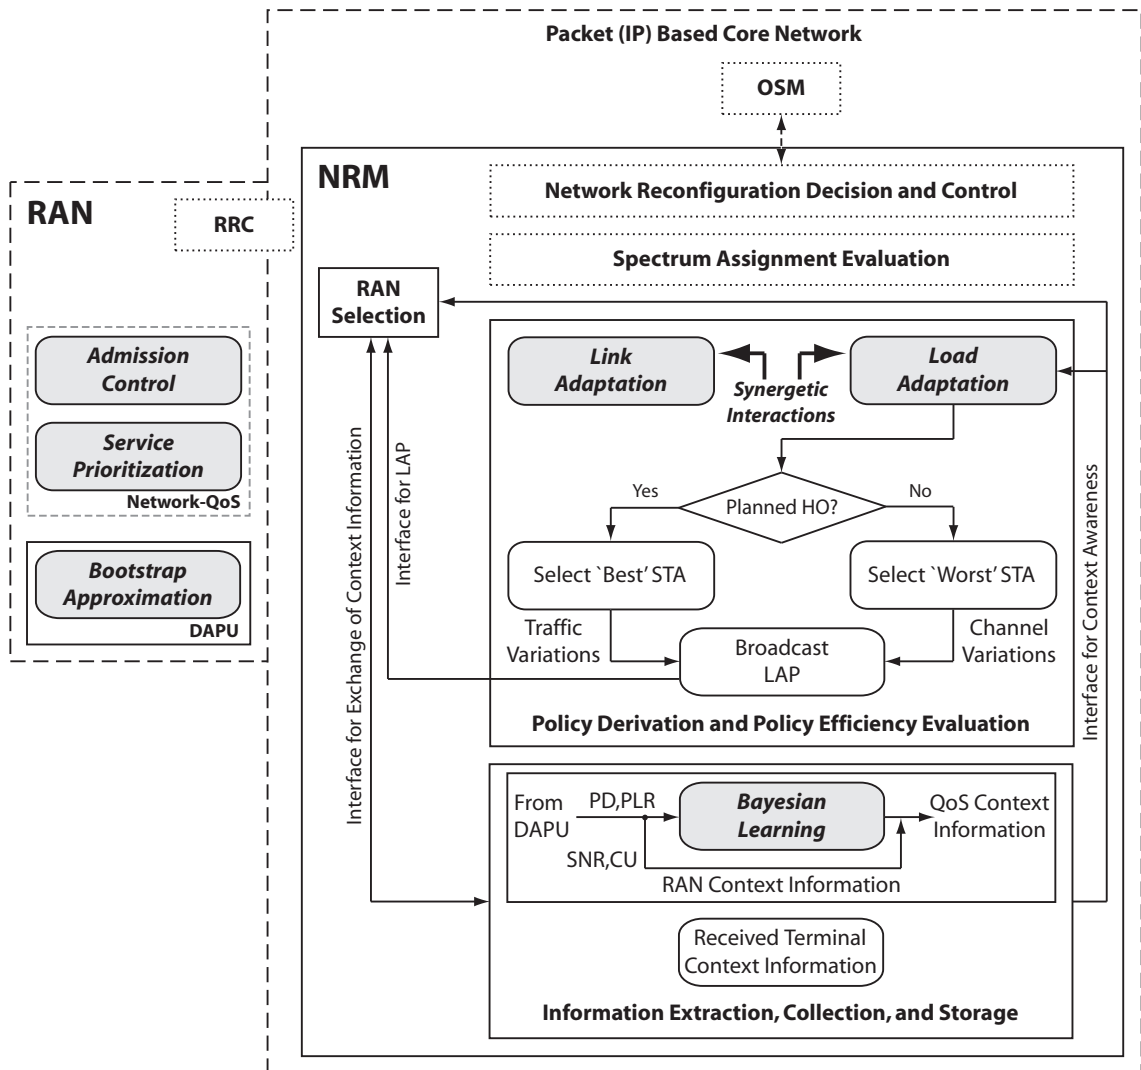 Packet (IP) Based Core Network
OSM
NRM
Network Reconfiguration Decision and Control
RAN
RRC
Spectrum Assignment Evaluation
RAN
Selection
Admission
Control
Service
Prioritization
Network-QoS
Bootstrap
Approximation
DAPU
Interface for Exchange of Context Information
Interface for LAP
Link
Adaptation
Synergetic
Interactions
Load
Adaptation
Yes
Planned HO?
No
Select `Best' STA
Select `Worst' STA
Traffic
Variations
Broadcast
LAP
Channel
Variations
Policy Derivation and Policy Efficiency Evaluation
Interface for Context Awareness
From
DAPU
PD,PLR
SNR,CU
Bayesian
Learning
QoS Context
Information
RAN Context Information
Received Terminal
Context Information
Information Extraction, Collection, and Storage